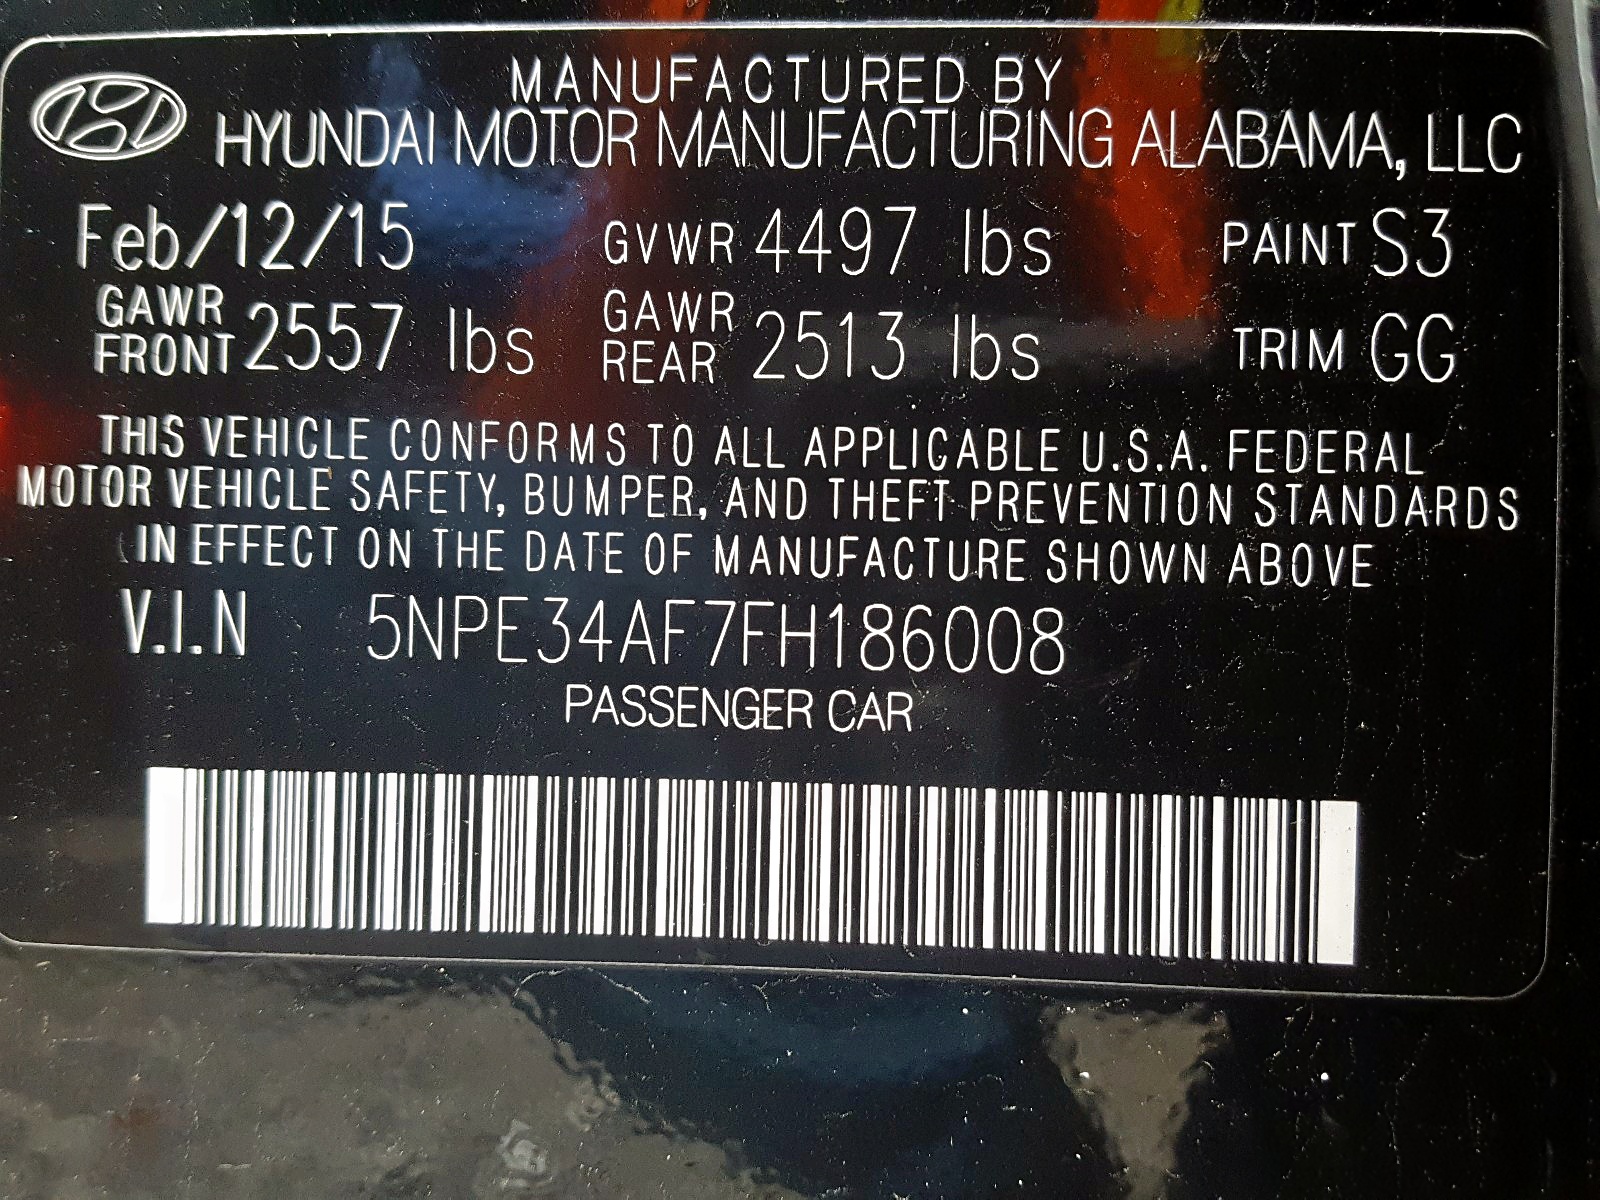 MANUFACTURED BY
HYUNDAI MOTOR MANUFACTURING ALABAMA, LLC
Feb/12/15 GVWR 4497 lbs PAINT S3
GAWR FRONT 2557 lbs GAWR REAR 2513 lbs TRIM GG
THIS VEHICLE CONFORMS TO ALL APPLICABLE U.S.A. FEDERAL
MOTOR VEHICLE SAFETY, BUMPER, AND THEFT PREVENTION STANDARDS
IN EFFECT ON THE DATE OF MANUFACTURE SHOWN ABOVE
V.I.N 5NPE34AF7FH186008
PASSENGER CAR